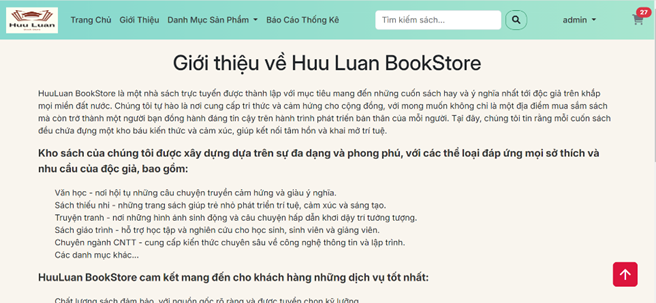 Huu Luan
Trang Chủ Giới Thiệu Danh Mục Sản Phẩm Báo Cáo Thống Kê Tìm kiếm sách... admin 27
Giới thiệu về Huu Luan BookStore
HuuLuan BookStore là một nhà sách trực tuyến được thành lập với mục tiêu mang đến những cuốn sách hay và ý nghĩa nhất tới độc giả trên khắp
mọi miền đất nước. Chúng tôi tự hào là nơi cung cấp tri thức và cảm hứng cho cộng đồng, với mong muốn không chỉ là một địa điểm mua sắm sách
mà còn trở thành một người bạn đồng hành đáng tin cậy trên hành trình phát triển bản thân của mỗi người. Tại đây, chúng tôi tin rằng mỗi cuốn sách
đều chứa đựng một kho báu kiến thức và cảm xúc, giúp kết nối tâm hồn và khai mở trí tuệ.
Kho sách của chúng tôi được xây dựng dựa trên sự đa dạng và phong phú, với các thể loại đáp ứng mọi sở thích và
nhu cầu của độc giả, bao gồm:
Văn học - nơi hội tụ những câu chuyện truyền cảm hứng và giàu ý nghĩa.
Sách thiếu nhi - những trang sách giúp trẻ nhỏ phát triển trí tuệ, cảm xúc và sáng tạo.
Truyện tranh - nơi những hình ảnh sinh động và câu chuyện hấp dẫn khơi dậy trí tưởng tượng.
Sách giáo trình - hỗ trợ học tập và nghiên cứu cho học sinh, sinh viên và giảng viên.
Chuyên ngành CNTT - cung cấp kiến thức chuyên sâu về công nghệ thông tin và lập trình.
Các danh mục khác...
HuuLuan BookStore cam kết mang đến cho khách hàng những dịch vụ tốt nhất:
Chất lượng sách đảm bảo, với nguồn gốc rõ ràng và được tuyển chọn kỹ lưỡng.